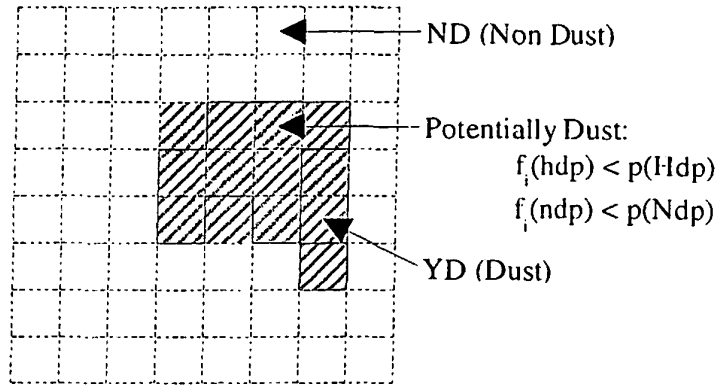 ND (Non Dust)
Potentially Dust:
f_i(hdp) < p(Hdp)
f_i(ndp) < p(Ndp)
YD (Dust)